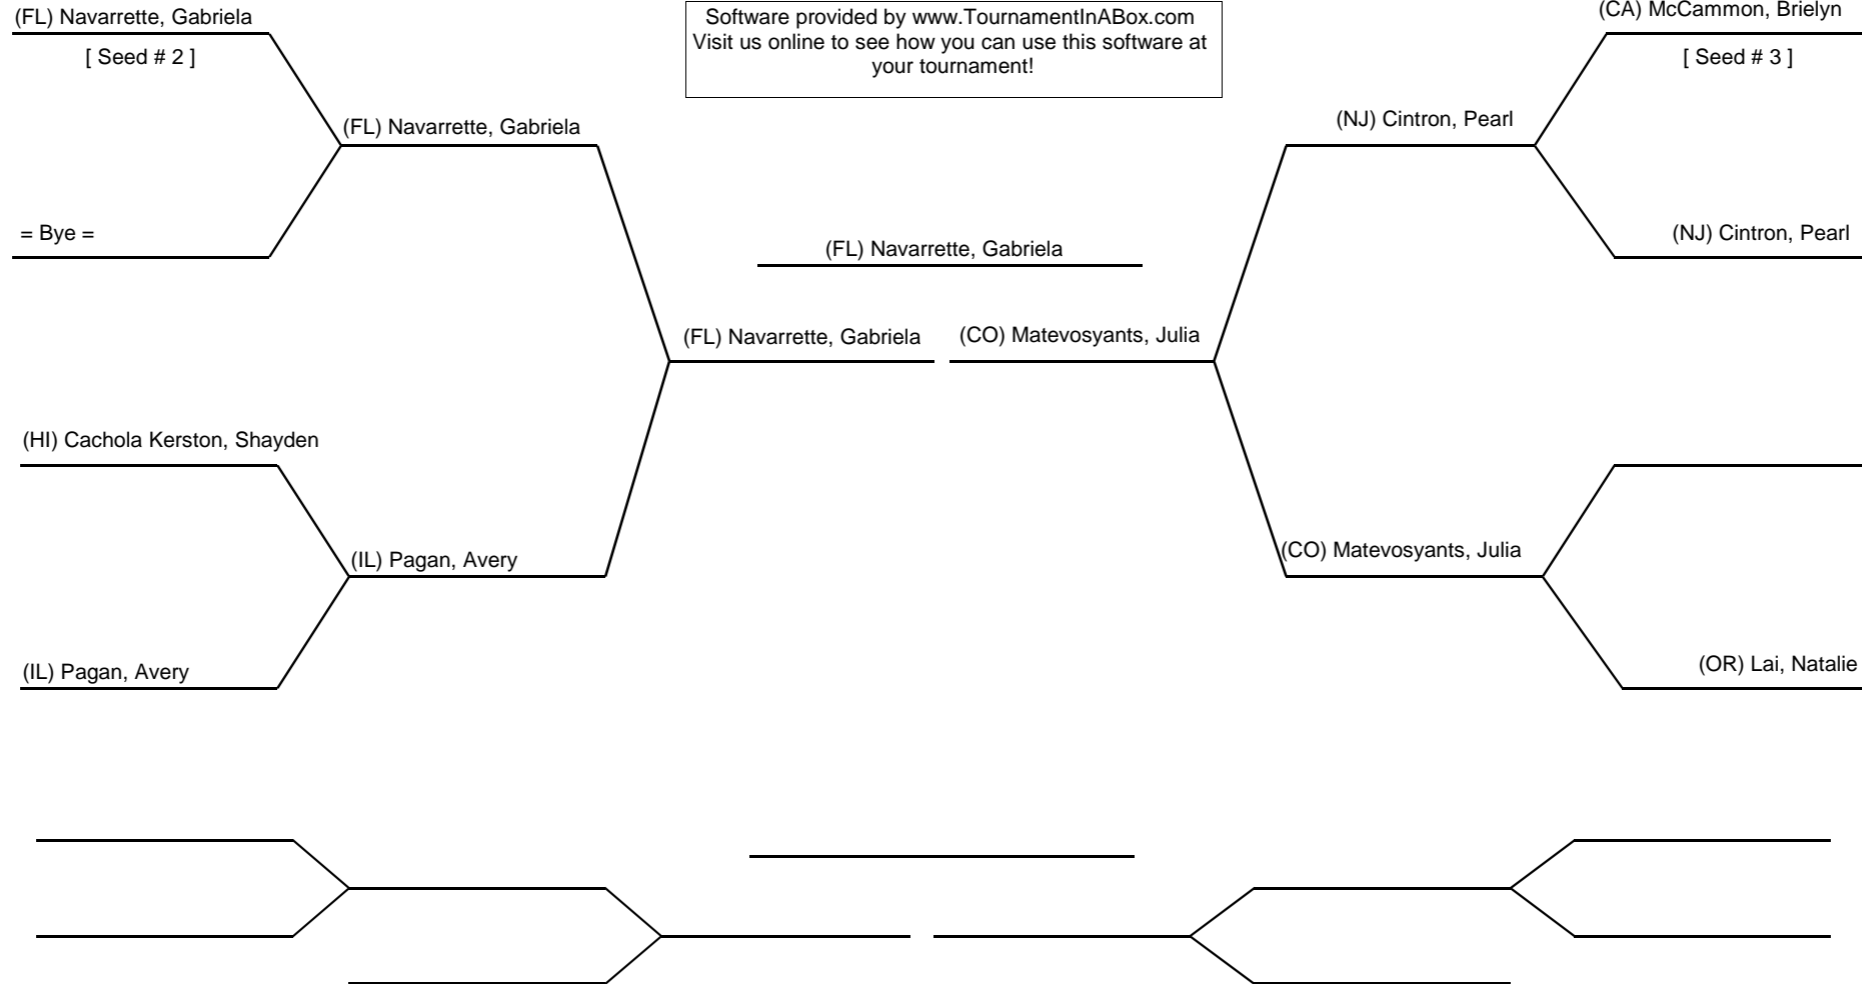 (FL) Navarrette, Gabriela
[ Seed # 2 ]
(FL) Navarrette, Gabriela
= Bye =
(HI) Cachola Kerston, Shayden
(IL) Pagan, Avery
(IL) Pagan, Avery
Software provided by www.TournamentInABox.com
Visit us online to see how you can use this software at
your tournament!
(FL) Navarrette, Gabriela
(FL) Navarrette, Gabriela
(CO) Matevosyants, Julia
(CA) McCammon, Brielyn
[ Seed # 3 ]
(NJ) Cintron, Pearl
(NJ) Cintron, Pearl
(CO) Matevosyants, Julia
(OR) Lai, Natalie